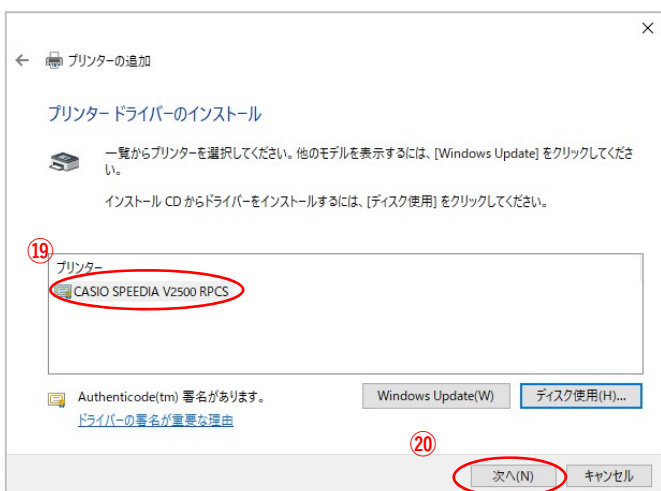 プリンターの追加
プリンター ドライバーのインストール
一覧からプリンターを選択してください。他のモデルを表示するには、[Windows Update] をクリックしてくださ
い。
インストール CD からドライバーをインストールするには、[ディスク使用] をクリックしてください。
⑲
プリンター
CASIO SPEEDIA V2500 RPCS
Authenticode(tm) 署名があります。
Windows Update(W)
ディスク使用(H)...
ドライバーの署名が重要な理由
⑳
次へ(N)
キャンセル